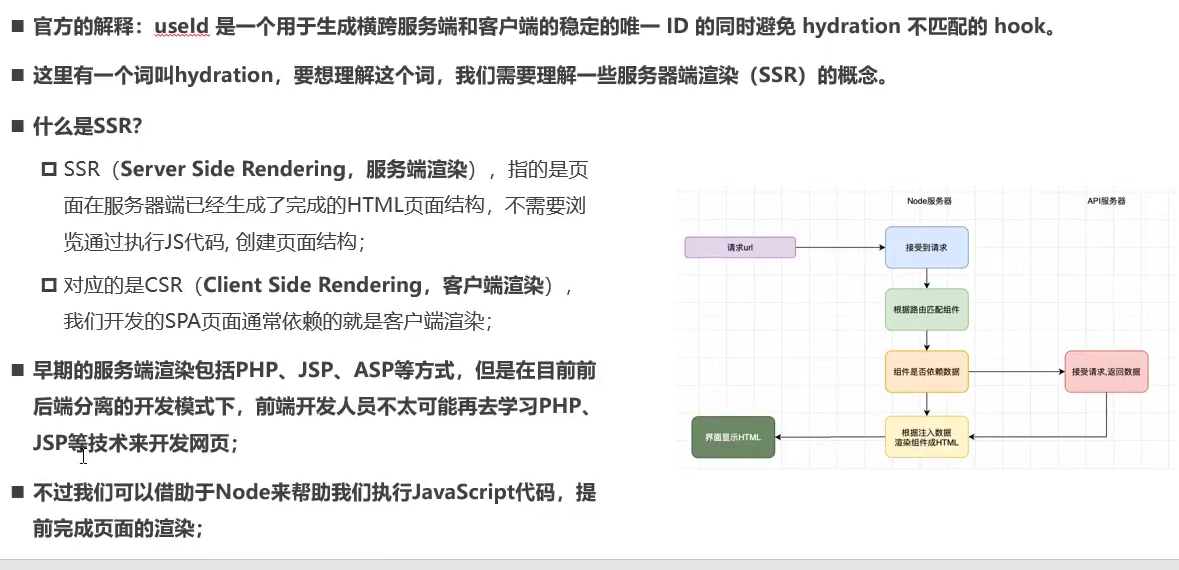 ■ 官方的解释：useId 是一个用于生成横跨服务端和客户端的稳定的唯一 ID 的同时避免 hydration 不匹配的 hook。
■ 这里有一个词叫hydration，要想理解这个词，我们需要理解一些服务器端渲染（SSR）的概念。
■ 什么是SSR？
SSR（Server Side Rendering，服务端渲染），指的是页
面在服务器端已经生成了完成的HTML页面结构，不需要浏
览通过执行JS代码, 创建页面结构；
对应的是CSR（Client Side Rendering，客户端渲染），
我们开发的SPA页面通常依赖的就是客户端渲染；
■ 早期的服务端渲染包括PHP、JSP、ASP等方式，但是在目前前
后端分离的开发模式下，前端开发人员不太可能再去学习PHP、
JSP等技术来开发网页；
■ 不过我们可以借助于Node来帮助我们执行JavaScript代码，提
前完成页面的渲染；
Node服务器
API服务器
请求url
接受到请求
根据路由匹配组件
组件是否依赖数据
接受请求,返回数据
界面显示HTML
根据注入数据
渲染组件成HTML